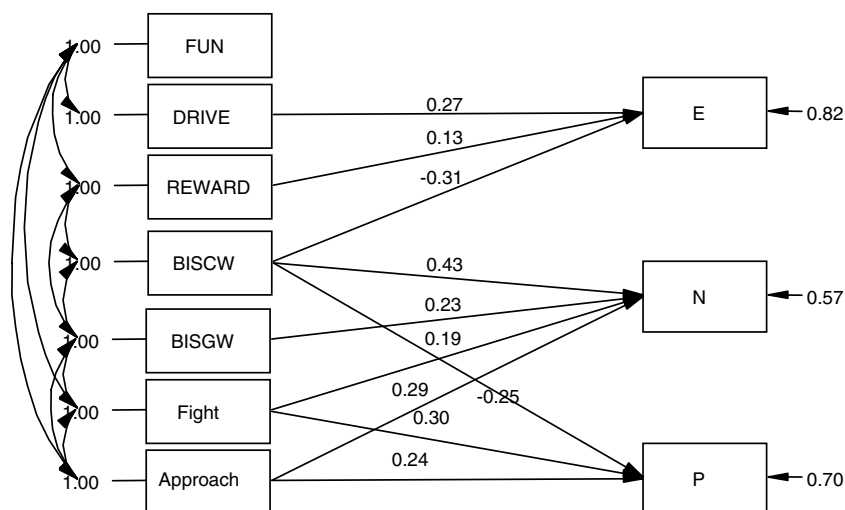 1.00 FUN
1.00 DRIVE 0.27 E 0.82
0.13
1.00 REWARD
-0.31
1.00 BISCW 0.43
N 0.57
0.23
1.00 BISGW 0.19
0.29 -0.25
1.00 Fight 0.30
0.24
1.00 Approach P 0.70